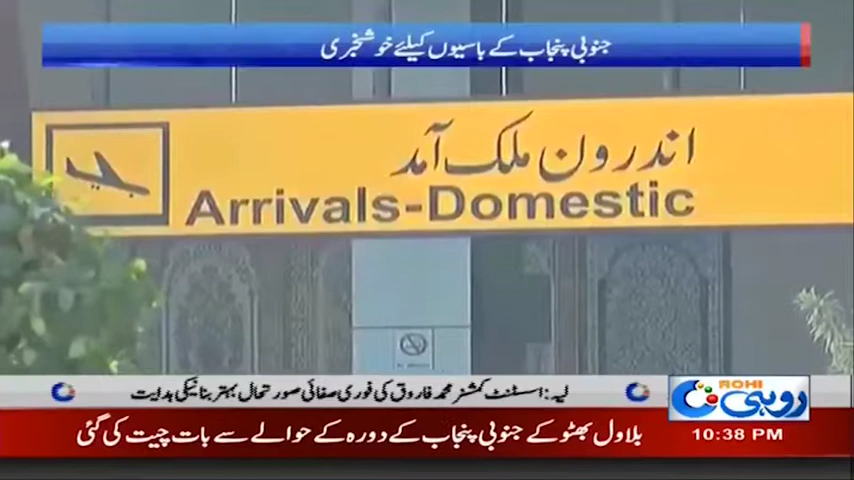 جنوبی پنجاب کے باسیوں کیلئے خوشخبری
اندرون ملک آمد
Arrivals-Domestic
لیہ: اسسٹنٹ کمشنر محمد فاروق کی فوری صفائی صورتحال بہتر بنانیکی ہدایت
ROHI
روہی
بلاول بھٹو کے جنوبی پنجاب کے دورہ کے حوالے سے بات چیت کی گئی
10:38 PM